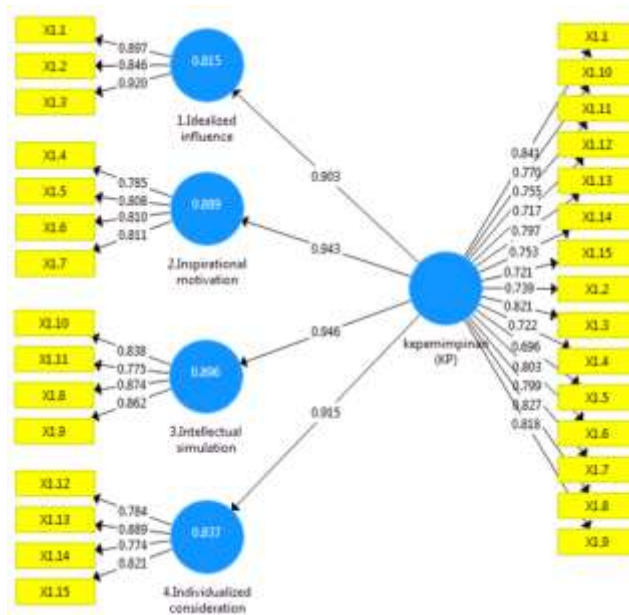 X1.1
0.897
X1.2
0.846
X1.3
0.920
0.815
1.Idealized
influence
X1.4
0.785
X1.5
0.808
X1.6
0.810
X1.7
0.811
0.889
2.Inspirational
motivation
X1.10
0.838
X1.11
0.775
X1.8
0.874
X1.9
0.862
0.896
3.Intellectual
simulation
X1.12
0.784
X1.13
0.889
X1.14
0.774
X1.15
0.821
0.837
4.Individualized
consideration
0.903
0.943
0.946
0.915
kepemimpinan
(KP)
0.841
0.770
0.755
0.717
0.797
0.753
0.721
0.739
0.821
0.722
0.696
0.803
0.799
0.827
0.818
X1.1
X1.10
X1.11
X1.12
X1.13
X1.14
X1.15
X1.2
X1.3
X1.4
X1.5
X1.6
X1.7
X1.8
X1.9